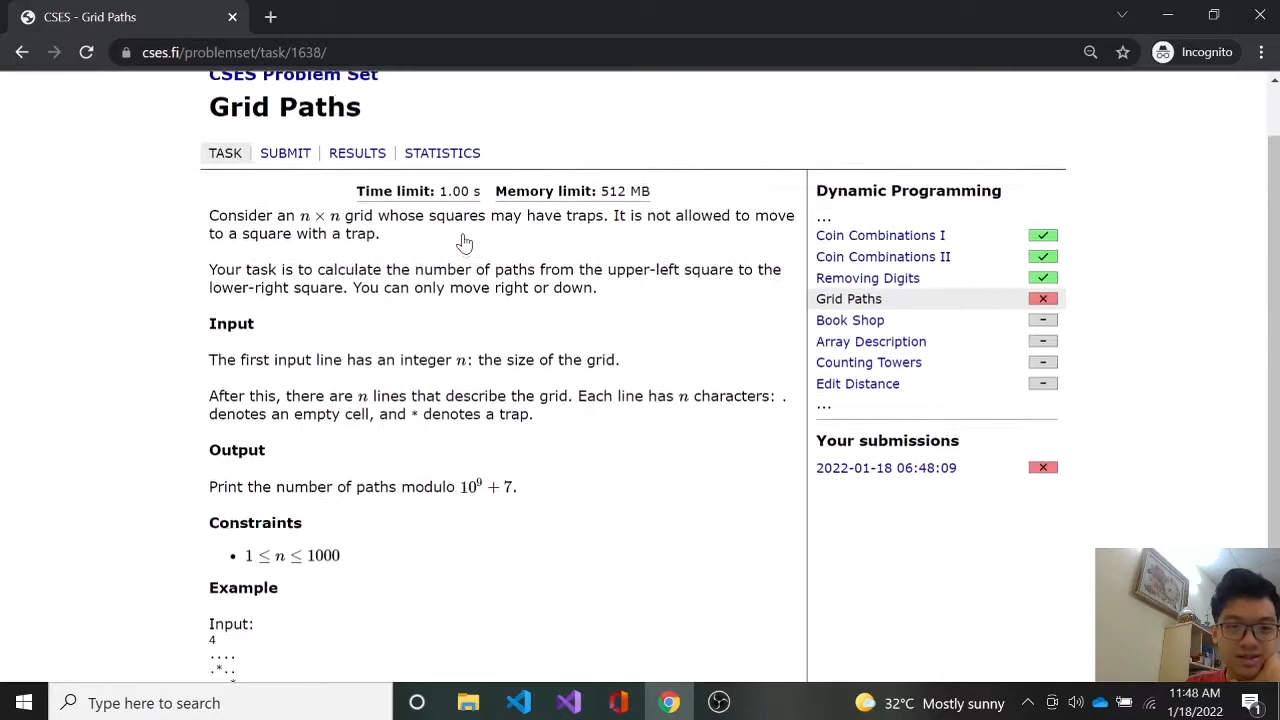 CSES - Grid Paths
cses.fi/problemset/task/1638/
Incognito
CSES Problem Set
Grid Paths
TASK
SUBMIT
RESULTS
STATISTICS
Time limit: 1.00 s Memory limit: 512 MB
Consider an n × n grid whose squares may have traps. It is not allowed to move
to a square with a trap.
Your task is to calculate the number of paths from the upper-left square to the
lower-right square. You can only move right or down.
Input
The first input line has an integer n: the size of the grid.
After this, there are n lines that describe the grid. Each line has n characters: .
denotes an empty cell, and * denotes a trap.
Output
Print the number of paths modulo 10⁹ + 7.
Constraints
• 1 ≤ n ≤ 1000
Example
Input:
4
....
.*..
Dynamic Programming
...
Coin Combinations I
Coin Combinations II
Removing Digits
Grid Paths
Book Shop
Array Description
Counting Towers
Edit Distance
...
Your submissions
2022-01-18 06:48:09
Type here to search
32°C Mostly sunny
11:48 AM
1/18/2022
1